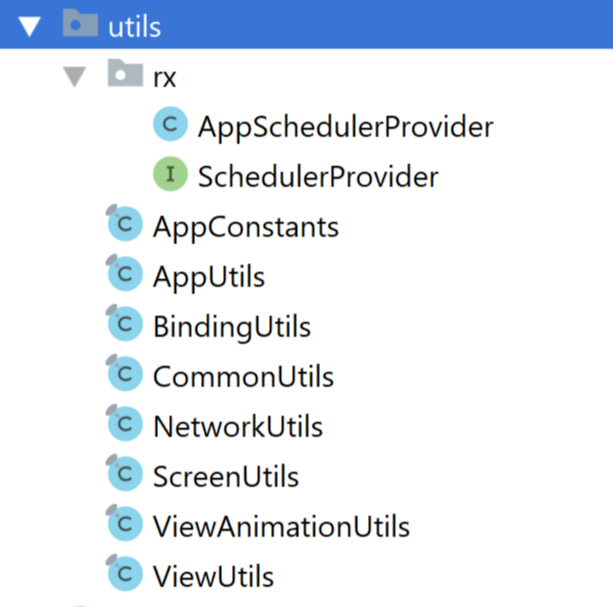 utils
rx
C AppSchedulerProvider
I SchedulerProvider
C AppConstants
C AppUtils
C BindingUtils
C CommonUtils
C NetworkUtils
C ScreenUtils
C ViewAnimationUtils
C ViewUtils